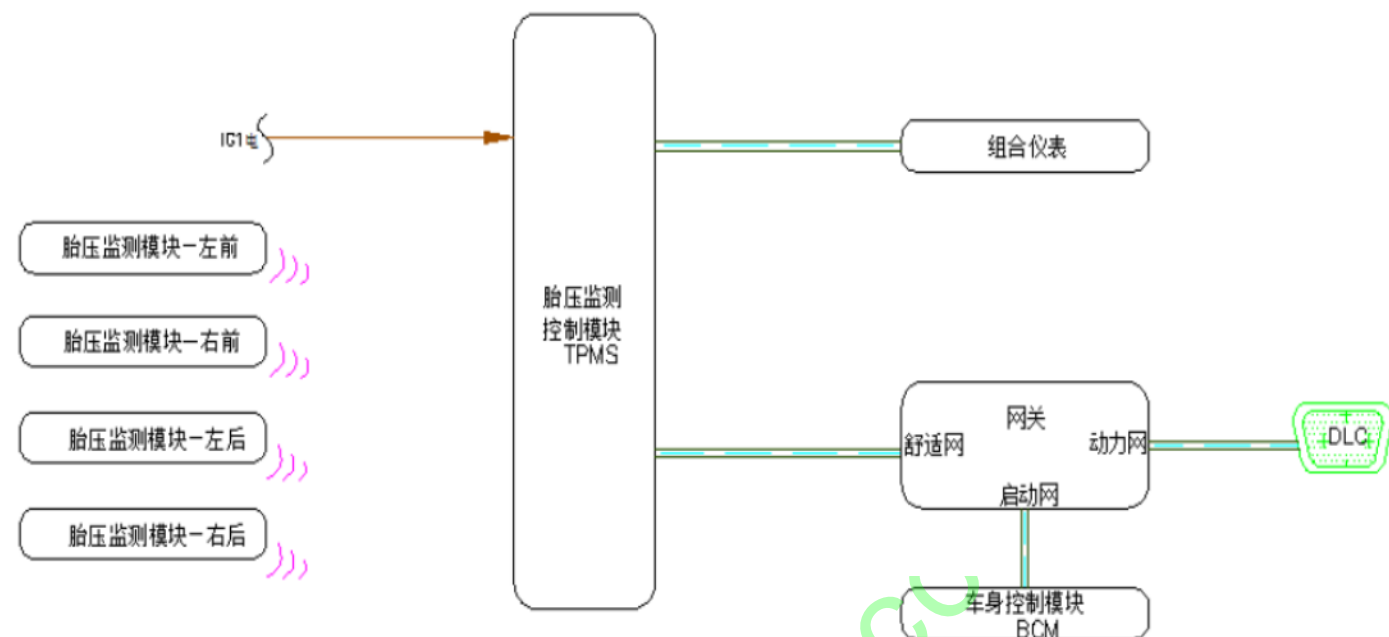 IG1电
组合仪表
胎压监测模块-左前
胎压监测
控制模块
TPMS
胎压监测模块-右前
网关
舒适网
动力网
DLC
胎压监测模块-左后
启动网
胎压监测模块-右后
车身控制模块
BCM